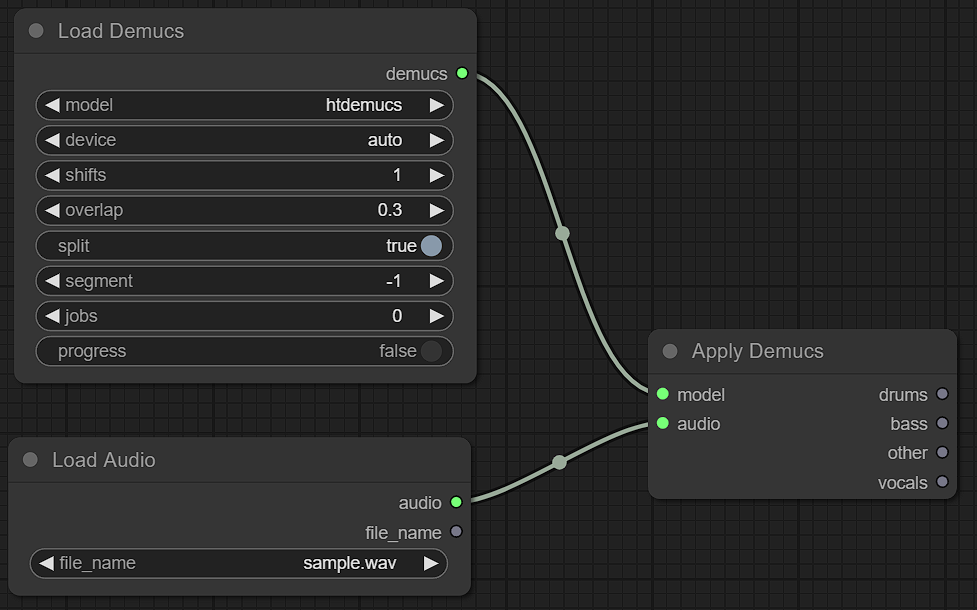 Load Demucs
demucs
model htdemucs
device auto
shifts 1
overlap 0.3
split true
segment -1
jobs 0
progress false
Load Audio
audio
file_name
file_name sample.wav
Apply Demucs
model drums
audio bass
other
vocals